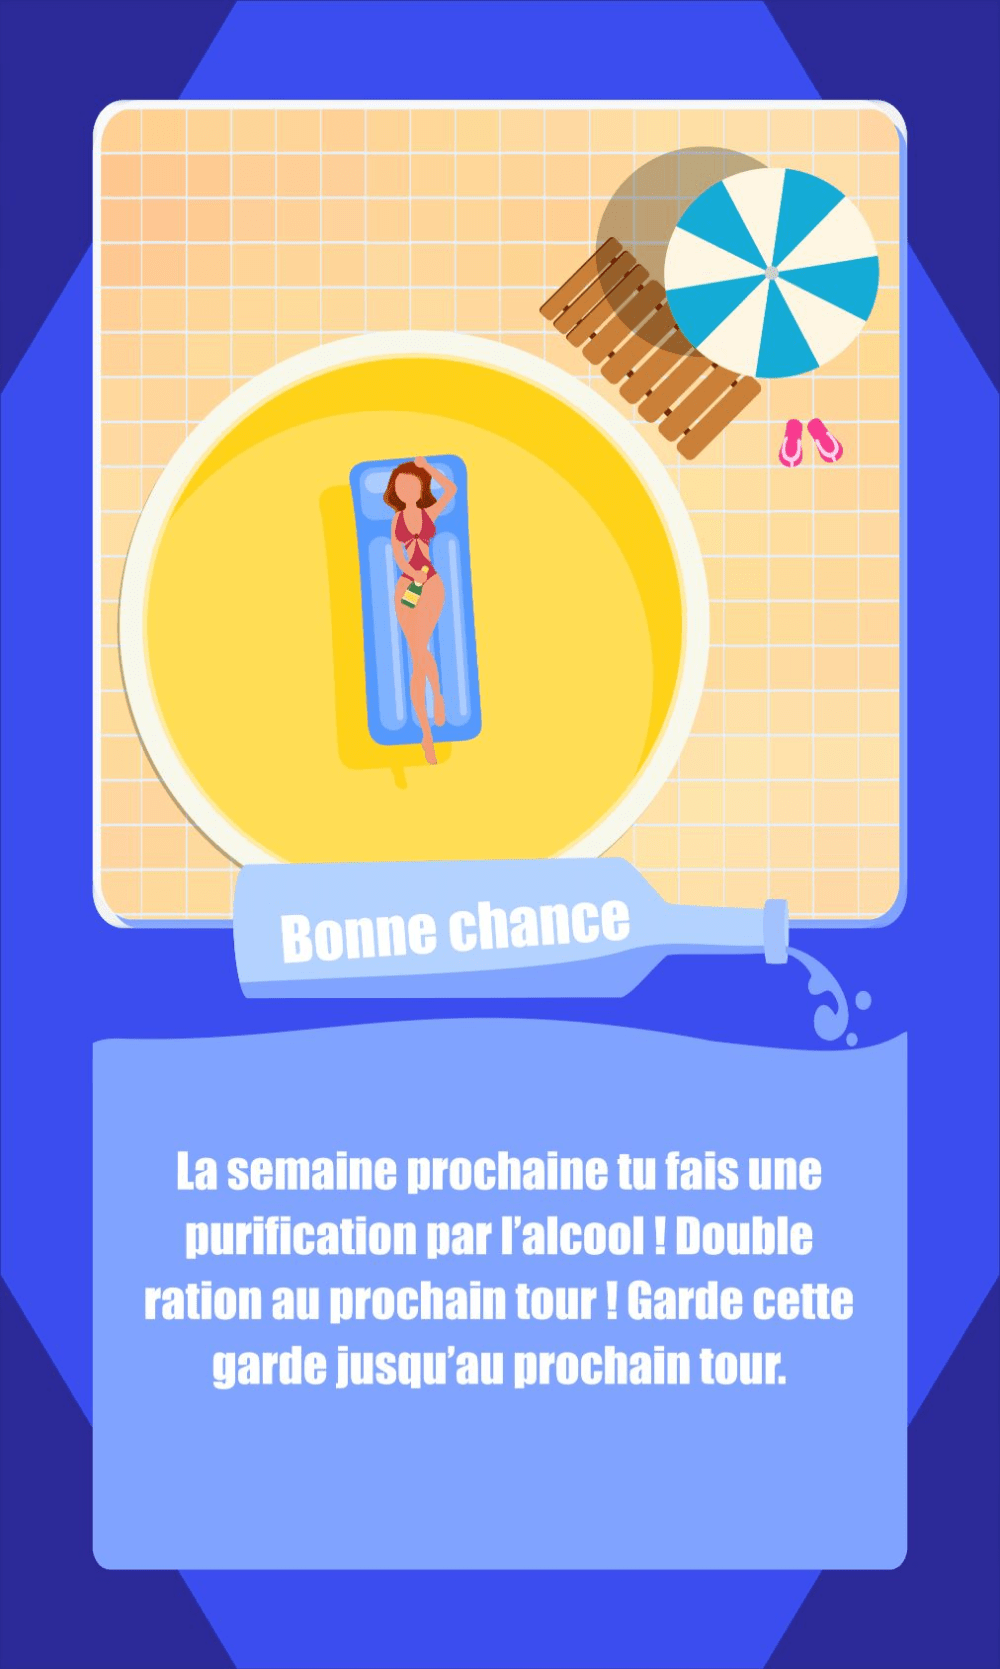 Bonne chance
La semaine prochaine tu fais une
purification par l'alcool ! Double
ration au prochain tour ! Garde cette
garde jusqu'au prochain tour.